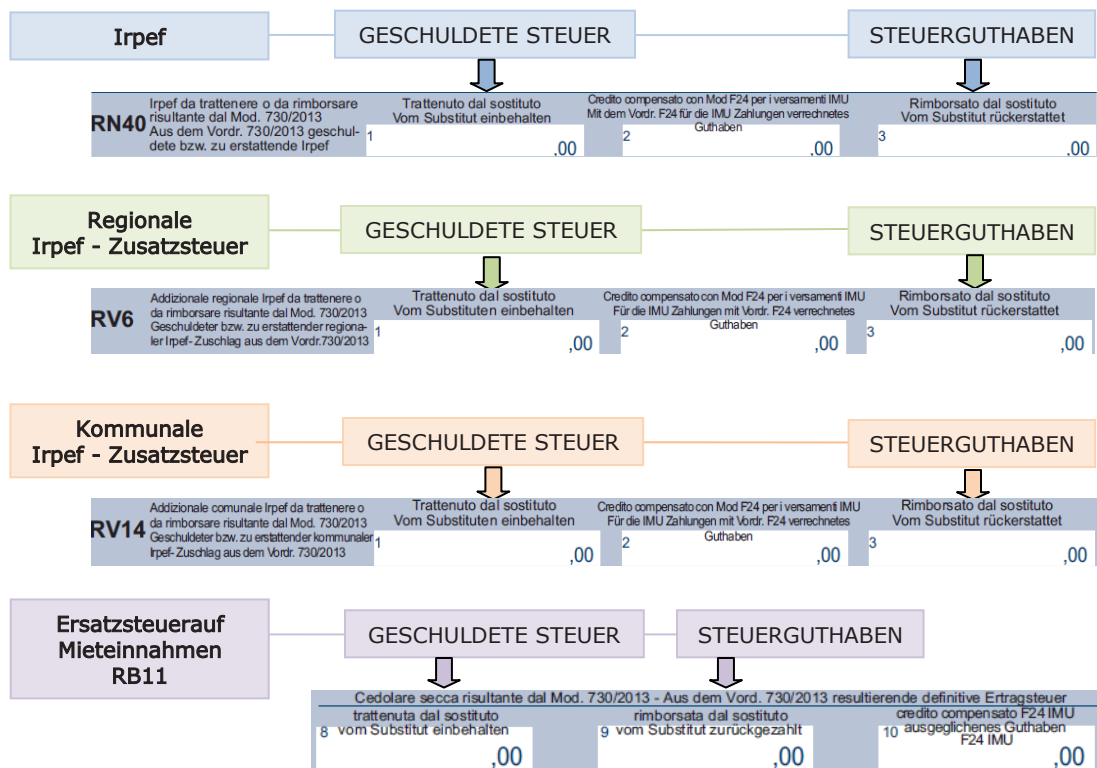 Irpef
GESCHULDETE STEUER
STEUERGUTHABEN
RN40
Irpef da trattenere o da rimborsare
risultante dal Mod. 730/2013
Aus dem Vordr. 730/2013 geschul-
dete bzw. zu erstattende Irpef
Trattenuto dal sostituto
Vom Substitut einbehalten
1
,00
Credito compensato con Mod F24 per i versamenti IMU
Mit dem Vordr. F24 für die IMU Zahlungen verrechnetes
Guthaben
2
,00
Rimborsato dal sostituto
Vom Substitut rückerstattet
3
,00
Regionale
Irpef - Zusatzsteuer
GESCHULDETE STEUER
STEUERGUTHABEN
RV6
Addizionale regionale Irpef da trattenere o
da rimborsare risultante dal Mod. 730/2013
Geschuldeter bzw. zu erstattender regiona-
ler Irpef- Zuschlag aus dem Vordr.730/2013
Trattenuto dal sostituto
Vom Substituten einbehalten
1
,00
Credito compensato con Mod F24 per i versamenti IMU
Für die IMU Zahlungen mit Vordr. F24 verrechnetes
Guthaben
2
,00
Rimborsato dal sostituto
Vom Substitut rückerstattet
3
,00
Kommunale
Irpef - Zusatzsteuer
GESCHULDETE STEUER
STEUERGUTHABEN
RV14
Addizionale comunale Irpef da trattenere o
da rimborsare risultante dal Mod. 730/2013
Geschuldeter bzw. zu erstattender kommunaler
Irpef- Zuschlag aus dem Vordr. 730/2013
Trattenuto dal sostituto
Vom Substituten einbehalten
1
,00
Credito compensato con Mod F24 per i versamenti IMU
Für die IMU Zahlungen mit Vordr. F24 verrechnetes
Guthaben
2
,00
Rimborsato dal sostituto
Vom Substitut rückerstattet
3
,00
Ersatzsteuerauf
Mieteinnahmen
RB11
GESCHULDETE STEUER
STEUERGUTHABEN
Cedolare secca risultante dal Mod. 730/2013 - Aus dem Vord. 730/2013 resultierende definitive Ertragsteuer
trattenuta dal sostituto
8 vom Substitut einbehalten
,00
rimborsata dal sostituto
9 vom Substitut zurückgezahlt
,00
credito compensato F24 IMU
10 ausgeglichenes Guthaben
F24 IMU
,00